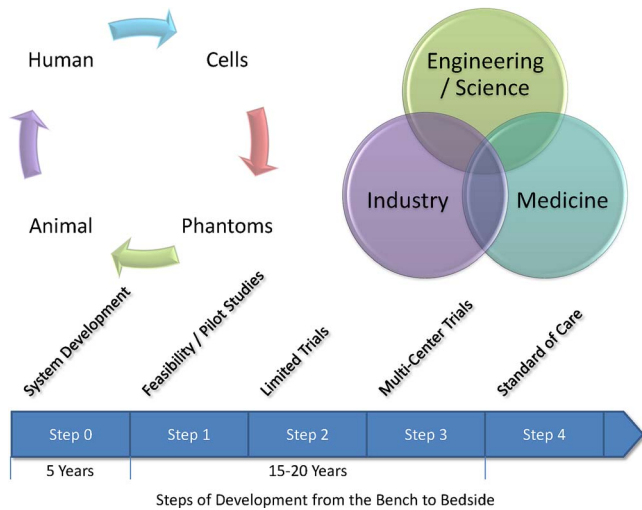 Human
Cells
Animal
Phantoms
Engineering
/ Science
Industry
Medicine
System Development
Feasibility / Pilot Studies
Limited Trials
Multi-Center Trials
Standard of Care
Step 0
Step 1
Step 2
Step 3
Step 4
5 Years
15-20 Years
Steps of Development from the Bench to Bedside